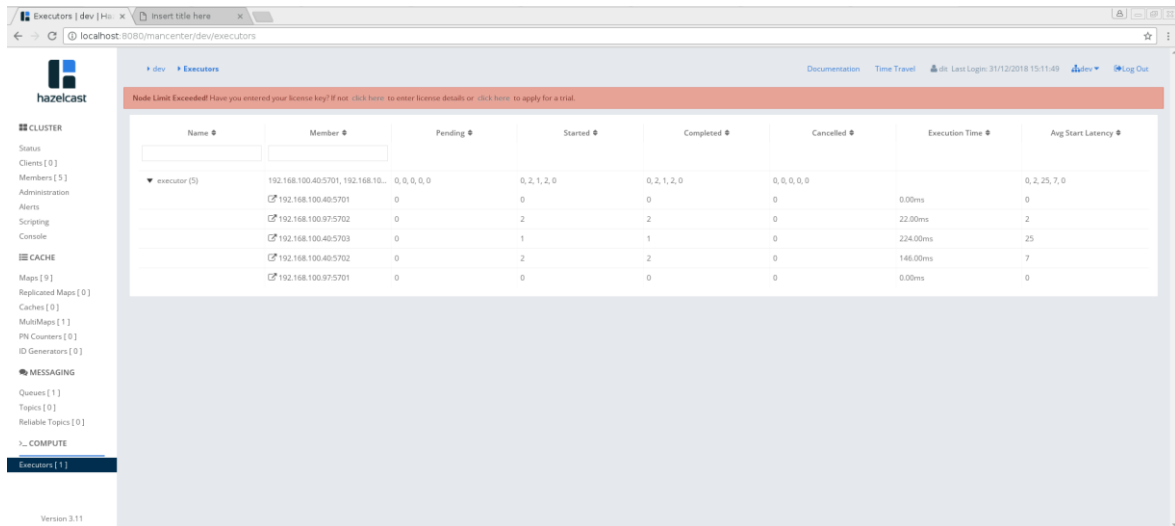 Executors | dev | Ha
Insert title here
localhost:8080/mancenter/dev/executors
hazelcast
dev Executors
Documentation Time Travel Last Login: 31/12/2018 15:11:49 dev Log Out
Node Limit Exceeded! Have you entered your license key? If not click here to enter license details or click here to apply for a trial.
CLUSTER
Status
Clients [ 0 ]
Members [ 5 ]
Administration
Alerts
Scripting
Console
CACHE
Maps [ 9 ]
Replicated Maps [ 0 ]
Caches [ 0 ]
MultiMaps [ 1 ]
PN Counters [ 0 ]
ID Generators [ 0 ]
MESSAGING
Queues [ 1 ]
Topics [ 0 ]
Reliable Topics [ 0 ]
>_ COMPUTE
Executors [ 1 ]
Version 3.11
Name Member Pending Started Completed Cancelled Execution Time Avg Start Latency
executor (5) 192.168.100.40:5701, 192.168.10... 0, 0, 0, 0, 0 0, 2, 1, 2, 0 0, 2, 1, 2, 0 0, 0, 0, 0, 0 0, 2, 25, 7, 0
192.168.100.40:5701 0 0 0 0 0.00ms 0
192.168.100.97:5702 0 2 2 0 22.00ms 2
192.168.100.40:5703 0 1 1 0 224.00ms 25
192.168.100.40:5702 0 2 2 0 146.00ms 7
192.168.100.97:5701 0 0 0 0 0.00ms 0